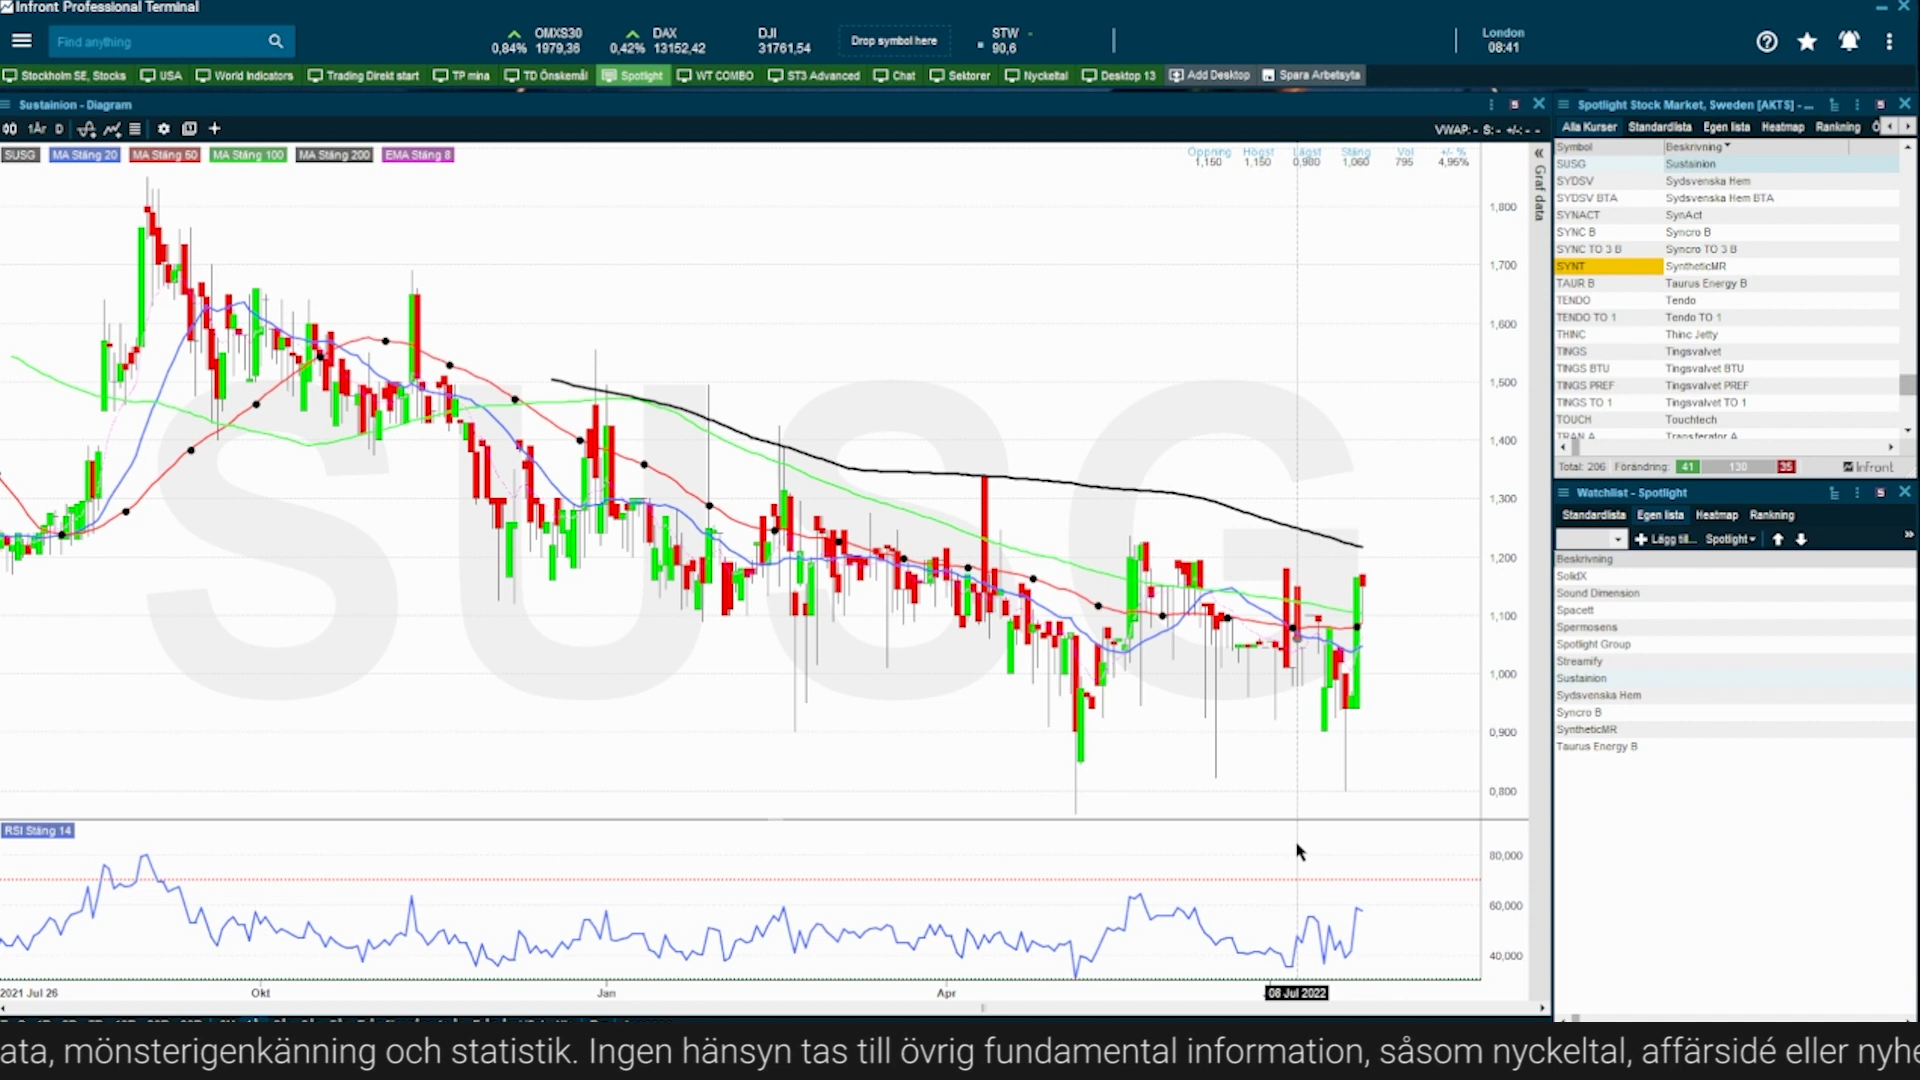 Infront Professional Terminal
Find anything
OMXS30
0,84% 1979,36
DAX
0,42% 13152,42
DJI
31761,54
Drop symbol here
STW
90,6
London
08:41
Stockholm SE, Stocks
USA
World Indicators
Trading Direkt start
TP mina
TD Önskemål
Spotlight
WT COMBO
ST3 Advanced
Chat
Sektorer
Nyckeltal
Desktop 13
Add Desktop
Spara Arbetsyta
Sustainion - Diagram
1År D
VWAP: - S: - +/-: - -
SUSG
MA Stäng 20
MA Stäng 50
MA Stäng 100
MA Stäng 200
EMA Stäng 8
Öppning Högst Lägst Stäng Vol +/- %
1,150 1,150 0,980 1,060 795 4,95%
Graf data
SUSG
1,800
1,700
1,600
1,500
1,400
1,300
1,200
1,100
1,000
0,900
0,800
RSI Stäng 14
80,000
60,000
40,000
2021 Jul 26
Okt
Jan
Apr
08 Jul 2022
Spotlight Stock Market, Sweden [AKTS] - ...
Alla Kurser Standardlista Egen lista Heatmap Rankning
Symbol Beskrivning
SUSG Sustainion
SYDSV Sydsvenska Hem
SYDSV BTA Sydsvenska Hem BTA
SYNACT SynAct
SYNC B Syncro B
SYNC TO 3 B Syncro TO 3 B
SYNT SyntheticMR
TAUR B Taurus Energy B
TENDO Tendo
TENDO TO 1 Tendo TO 1
THINC Thinc Jetty
TINGS Tingsvalvet
TINGS BTU Tingsvalvet BTU
TINGS PREF Tingsvalvet PREF
TINGS TO 1 Tingsvalvet TO 1
TOUCH Touchtech
TRAN A Transferator A
Total: 206 Förändring: 41 130 35 Infront
Watchlist - Spotlight
Standardlista Egen lista Heatmap Rankning
Lägg till... Spotlight
Beskrivning
SolidX
Sound Dimension
Spacett
Spermosens
Spotlight Group
Streamify
Sustainion
Sydsvenska Hem
Syncro B
SyntheticMR
Taurus Energy B
ata, mönsterigenkänning och statistik. Ingen hänsyn tas till övrig fundamental information, såsom nyckeltal, affärsidé eller nyhe